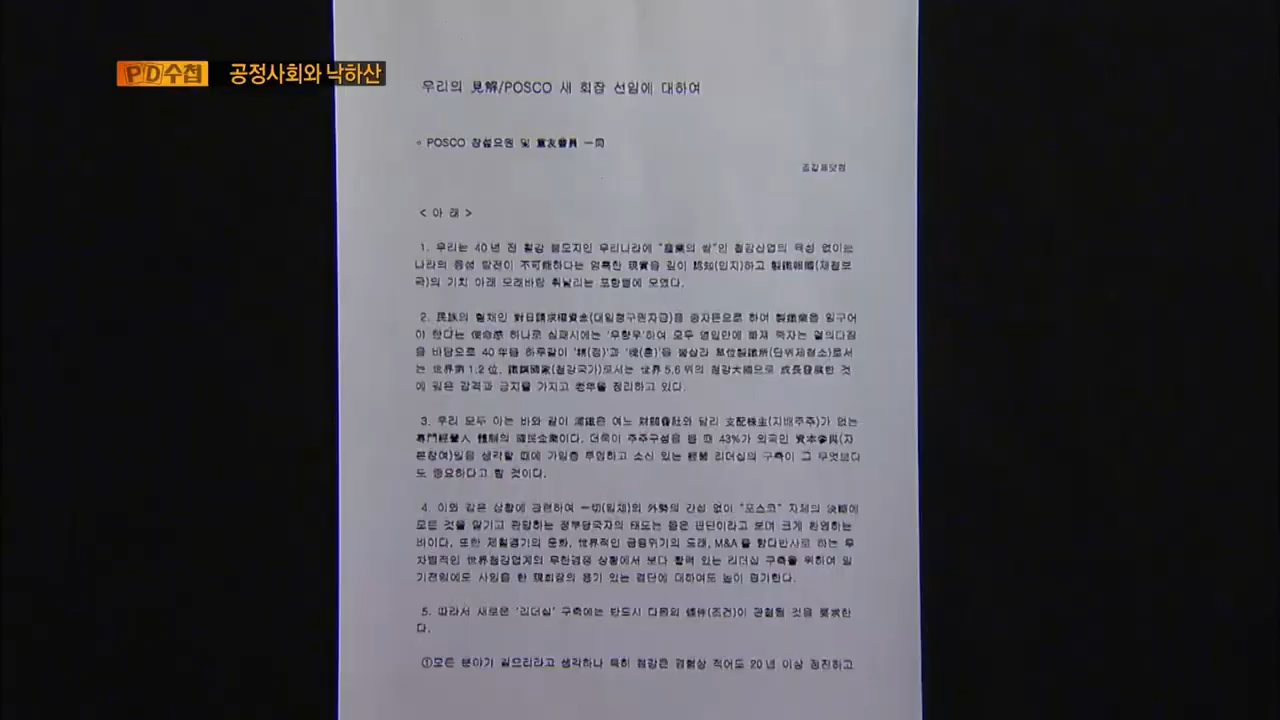 PD수첩 공정사회와 낙하산
우리의 見解/POSCO 새 회장 선임에 대하여
POSCO 창설요원 및 重友會員 一同
조갑제닷컴
< 아 래 >
1. 우리는 40년 전 철강 불모지인 우리나라에 "産業의 쌀"인 철강산업의 육성 없이는
나라의 융성 발전이 不可能하다는 엄혹한 現實을 깊이 認知(인지)하고 製鐵報國(제철보
국)의 기치 아래 모래바람 휘날리는 포항벌에 모였다.
2. 民族의 혈채인 對日請求權資金(대일청구권자금)을 종자돈으로 하여 製鐵業을 일구어
야 한다는 使命感 하나로 실패시에는 '우향우'하여 모두 영일만에 빠져 죽자는 결의다짐
을 바탕으로 40年을 하루같이 '精(정)'과 '魂(혼)'을 불살라 單位製鐵所(단위제철소)로서
는 世界第1,2位, 鐵鋼國家(철강국가)로서는 世界5,6위의 철강大國으로 成長發展한 것
에 깊은 감격과 긍지를 가지고 老年을 정리하고 있다.
3. 우리 모두 아는 바와 같이 浦鐵은 여느 財閥會社와 달리 支配株主(지배주주)가 없는
專門經營人 體制의 國民企業이다. 더욱이 주주구성을 볼 때 43%가 외국인 資本參與(자
본참여)임을 생각할 때에 가일층 투명하고 소신 있는 經營 리더십의 구축이 그 무엇보다
도 중요하다고 할 것이다.
4. 이와 같은 상황에 관련하여 一切(일체)의 外勢의 간섭 없이 "포스코" 자체의 決定에
모든 것을 맡기고 관망하는 정부당국자의 태도는 옳은 판단이라고 보며 크게 환영하는
바이다. 또한 제철경기의 둔화, 世界적인 금융위기의 도래, M&A를 항다반사로 하는 무
차별적인 世界철강업계의 무한경쟁 상황에서 보다 활력 있는 리더십 구축을 위하여 임
기전임에도 사임을 한 現회장의 용기 있는 결단에 대하여도 높이 평가한다.
5. 따라서 새로운 '리더십' 구축에는 반드시 다음의 條件(조건)이 관철될 것을 要求한
다.
①모든 분야가 같으리라고 생각하나 특히 철강은 경험상 적어도 20년 이상 정진하고